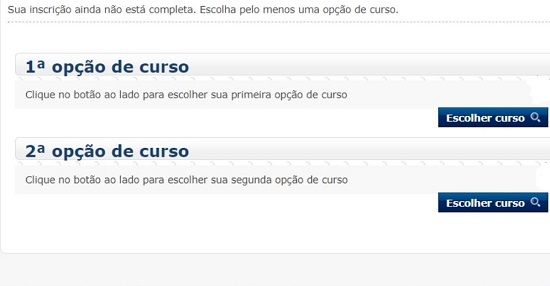 Sua inscrição ainda não está completa. Escolha pelo menos uma opção de curso.
1ª opção de curso
Clique no botão ao lado para escolher sua primeira opção de curso
Escolher curso
2ª opção de curso
Clique no botão ao lado para escolher sua segunda opção de curso
Escolher curso